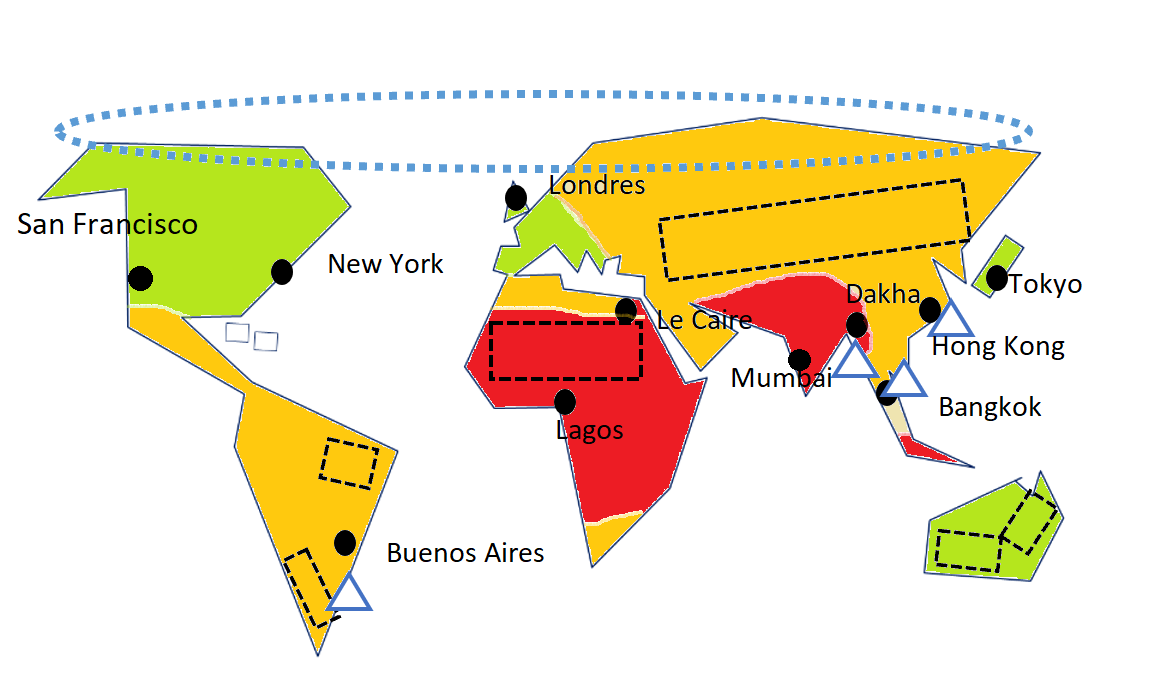 Londres
San Francisco
New York
Tokyo
Dakha
Le Caire
Hong Kong
Mumbai
Bangkok
Lagos
Buenos Aires